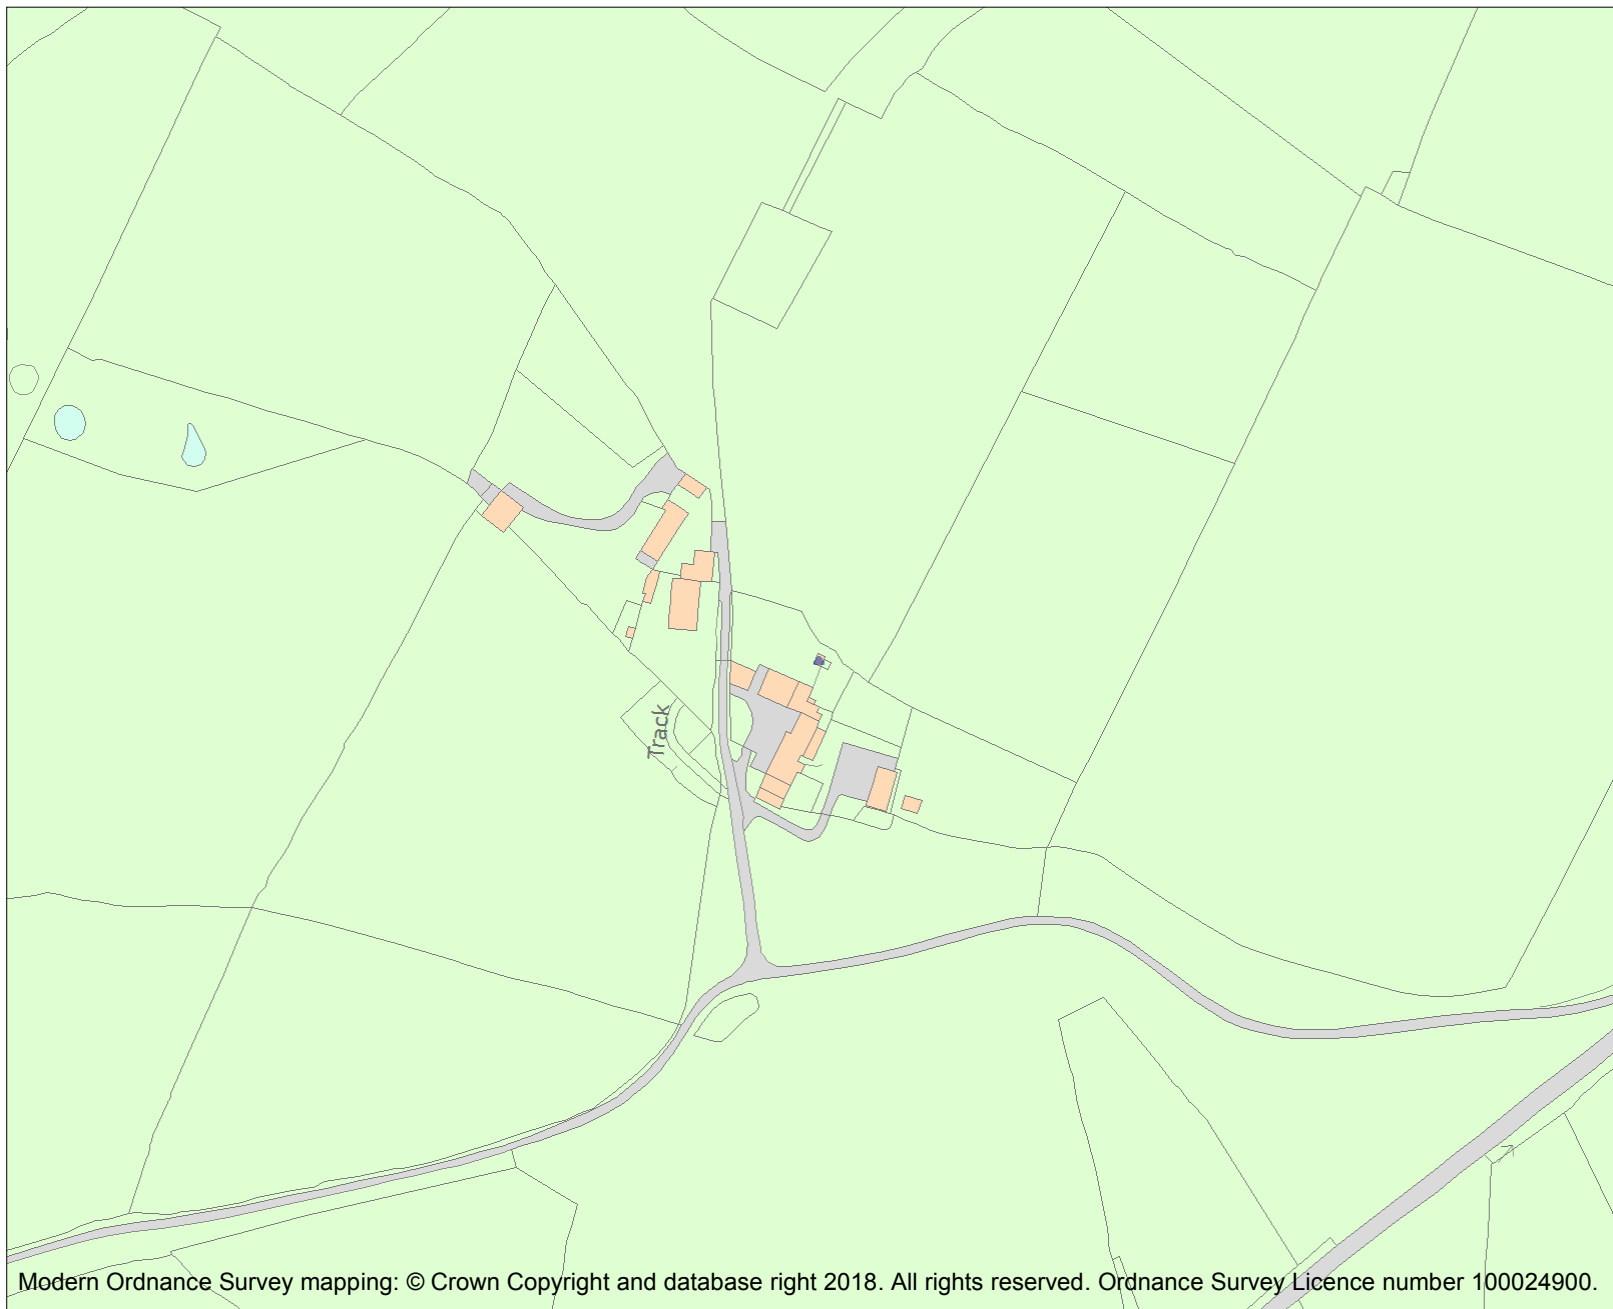 Track
Modern Ordnance Survey mapping: © Crown Copyright and database right 2018. All rights reserved. Ordnance Survey Licence number 100024900.